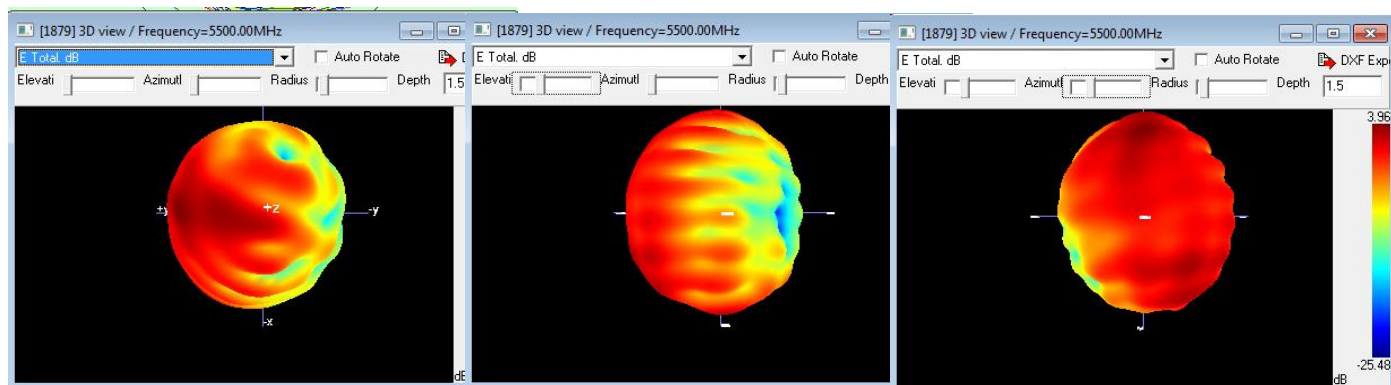 [1879] 3D view / Frequency=5500.00MHz
E Total. dB
Auto Rotate
Elevati
Azimutl
Radius
Depth
1.5
+Z
-y
-x
[1879] 3D view / Frequency=5500.00MHz
E Total. dB
Auto Rotate
Elevati
Azimutl
Radius
Depth
[1879] 3D view / Frequency=5500.00MHz
E Total. dB
Auto Rotate
DXF Exp
Elevati
Azimutl
Radius
Depth
1.5
3.96
-25.48
dB